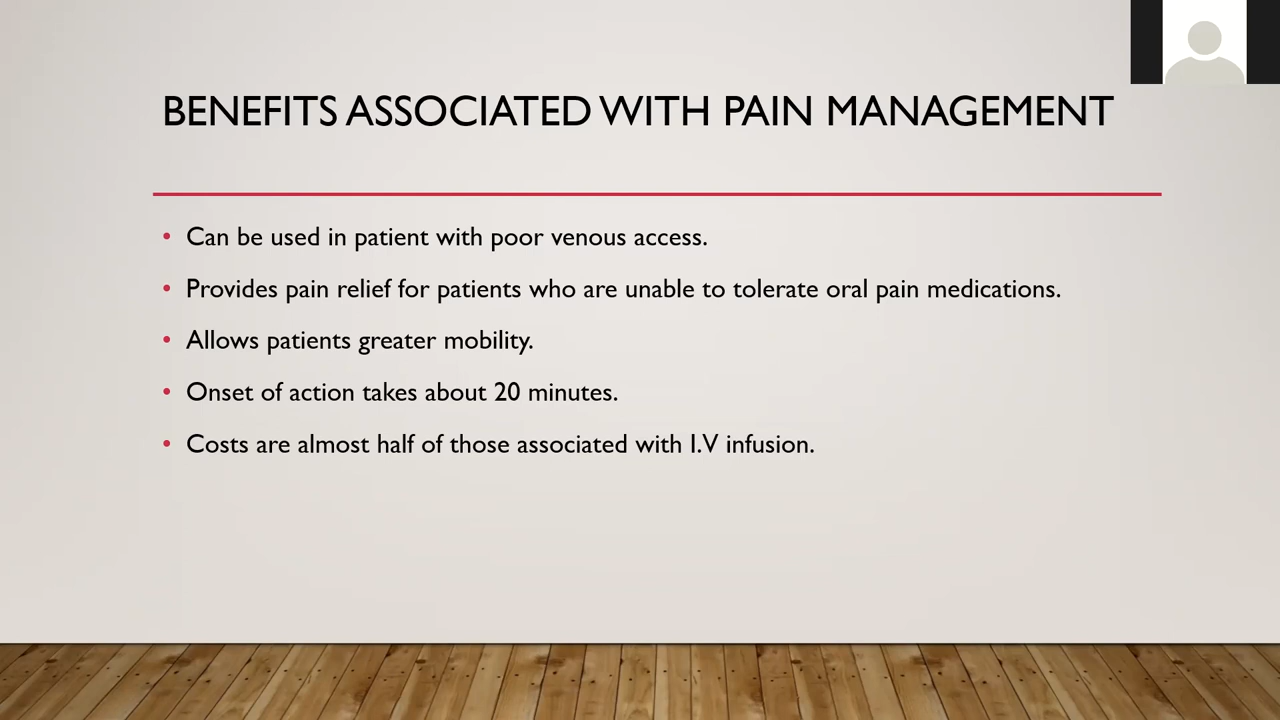 BENEFITS ASSOCIATED WITH PAIN MANAGEMENT
• Can be used in patient with poor venous access.
• Provides pain relief for patients who are unable to tolerate oral pain medications.
• Allows patients greater mobility.
• Onset of action takes about 20 minutes.
• Costs are almost half of those associated with I.V infusion.